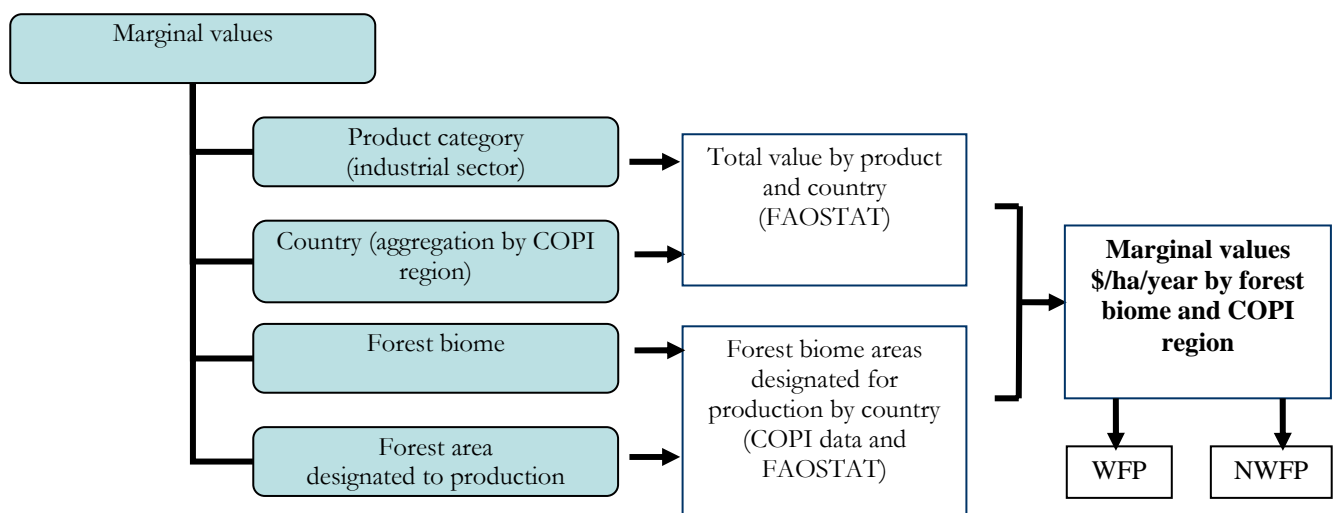 Marginal values
Product category
(industrial sector)
Country (aggregation by COPI
region)
Forest biome
Forest area
designated to production
Total value by product
and country
(FAOSTAT)
Forest biome areas
designated for
production by country
(COPI data and
FAOSTAT)
Marginal values
$/ha/year by forest
biome and COPI
region
WFP
NWFP